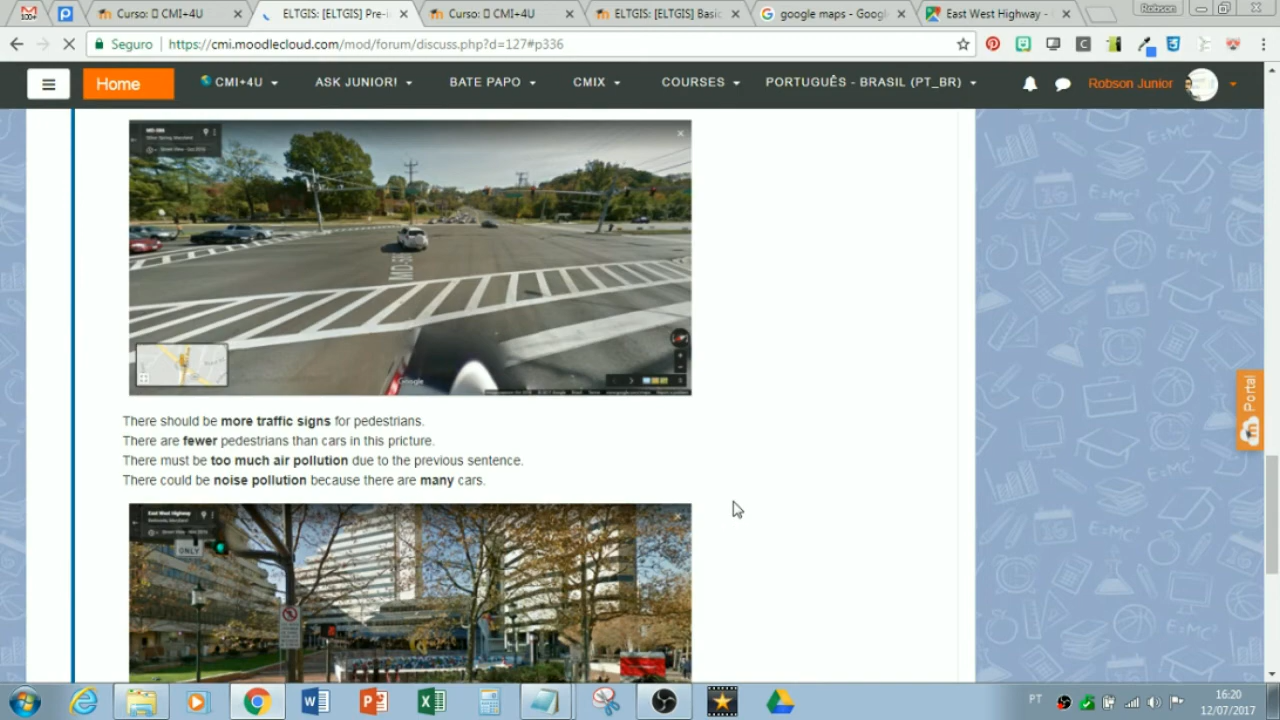 Robson
Curso: CMI+4U
ELTGIS: [ELTGIS] Pre-i
Curso: CMI+4U
ELTGIS: [ELTGIS] Basic
google maps - Googl
East West Highway -
100+
Seguro
https://cmi.moodlecloud.com/mod/forum/discuss.php?d=127#p336
Home
CMI+4U
ASK JUNIOR!
BATE PAPO
CMIX
COURSES
PORTUGUÊS - BRASIL (PT_BR)
Robson Junior
Google
There should be more traffic signs for pedestrians.
There are fewer pedestrians than cars in this pricture.
There must be too much air pollution due to the previous sentence.
There could be noise pollution because there are many cars.
East West Highway
ONLY
Portal
PT
16:20
12/07/2017